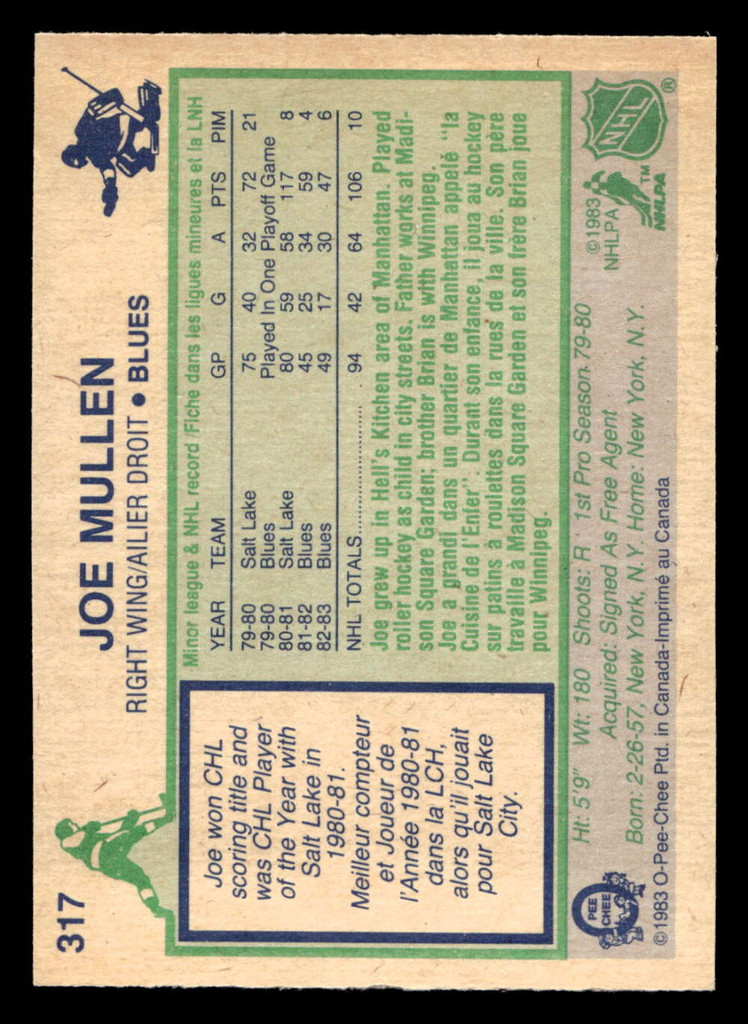 317
JOE MULLEN
RIGHT WING/AILIER DROIT • BLUES
Joe won CHL
scoring title and
was CHL Player
of the Year with
Salt Lake in
1980-81.
Meilleur compteur
et Joueur de
l'Année 1980-81
dans la LCH,
alors qu'il jouait
pour Salt Lake
City.
Minor league & NHL record/Fiche dans les ligues mineures et la LNH
YEAR TEAM GP G A PTS PIM
79-80 Salt Lake 75 40 32 72 21
79-80 Blues Played In One Playoff Game
80-81 Salt Lake 80 59 58 117 8
81-82 Blues 45 25 34 59 4
82-83 Blues 49 17 30 47 6
NHL TOTALS.................... 94 42 64 106 10
Joe grew up in Hell's Kitchen area of Manhattan. Played
roller hockey as child in city streets. Father works at Madi-
son Square Garden; brother Brian is with Winnipeg.
Joe a grandi dans un quartier de Manhattan appelé "la
Cuisine de l'Enfer". Durant son enfance, il joua au hockey
sur patins à roulettes dans la rues de la ville. Son père
travaille à Madison Square Garden et son frère Brian joue
pour Winnipeg.
Ht: 5'9" Wt: 180 Shoots: R 1st Pro Season 79-80
Acquired: Signed As Free Agent
Born: 2-26-57, New York, N.Y. Home: New York, N.Y.
©1983 O-Pee-Chee Ptd. in Canada-Imprimé au Canada
O
PEE
CHEE
©1983
NHLPA
NHLPA
TM
NHL
®